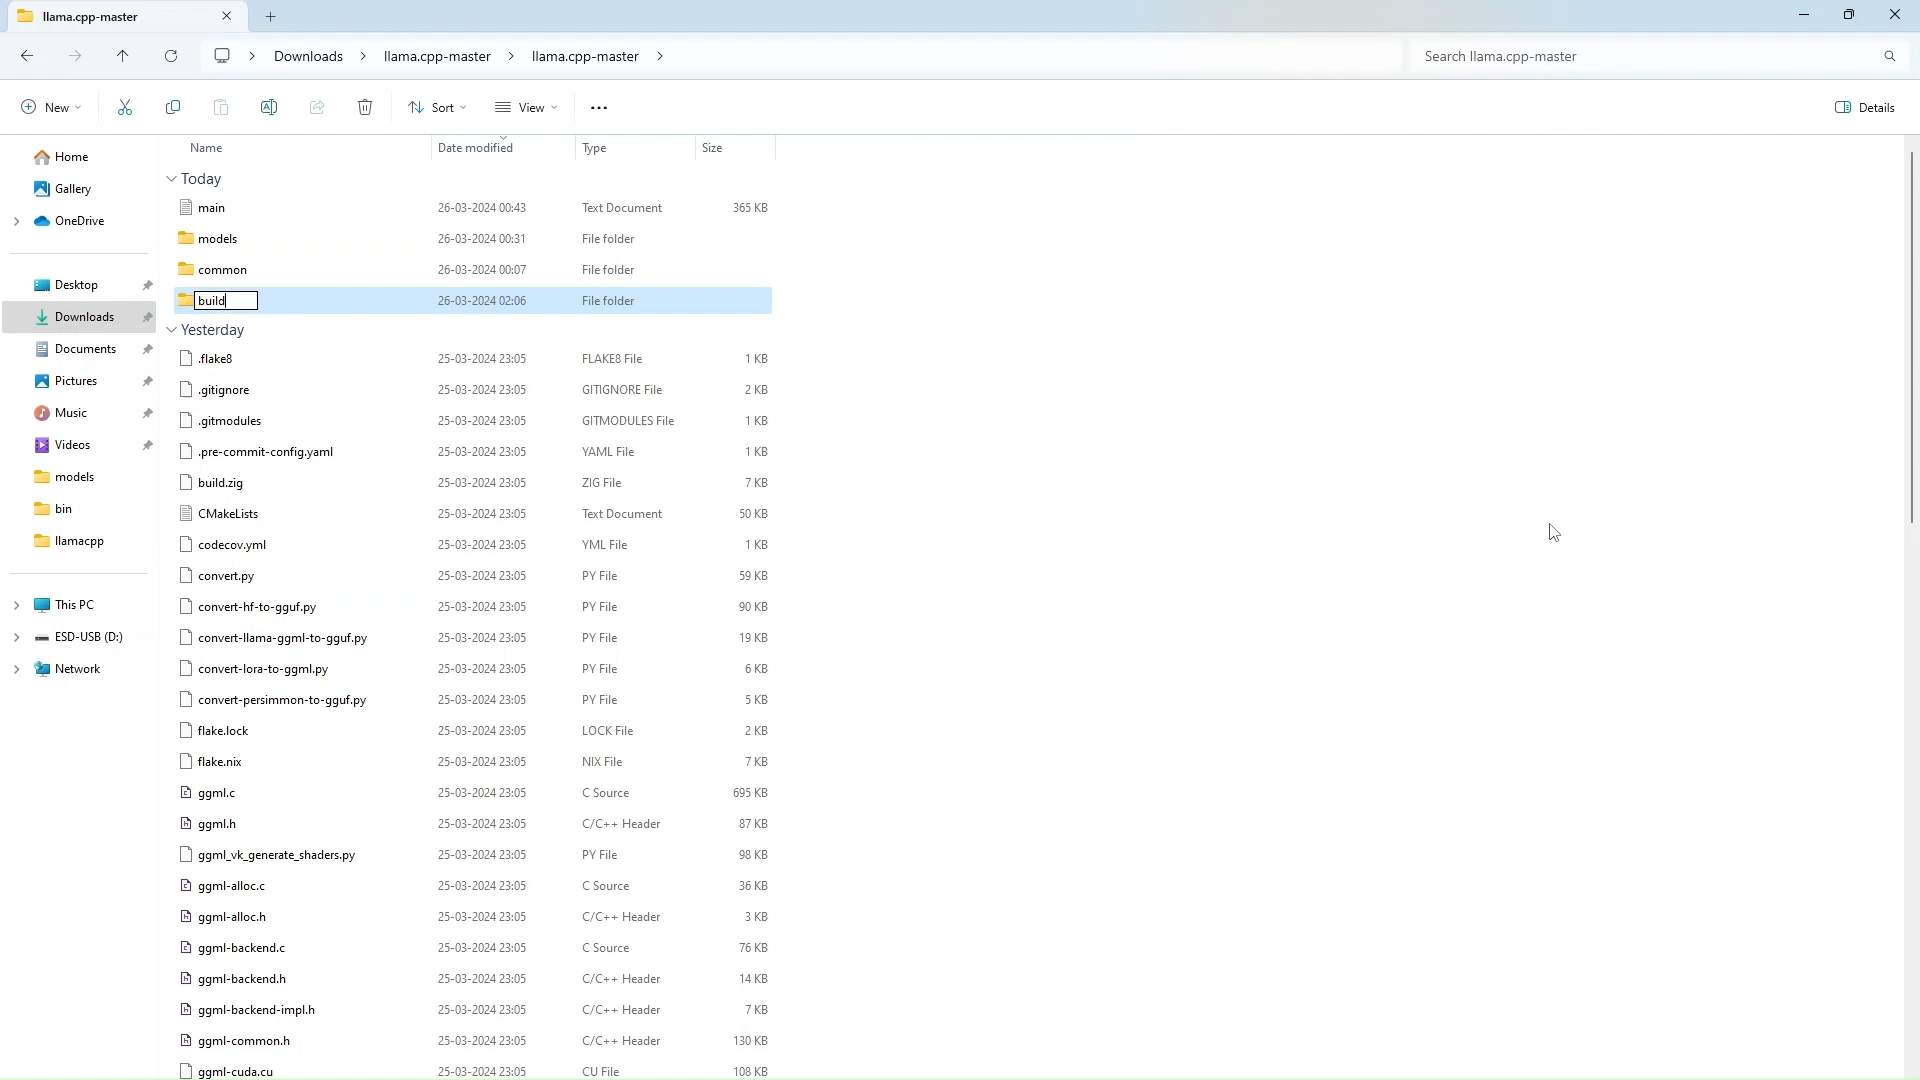 llama.cpp-master
Downloads llama.cpp-master llama.cpp-master
Search llama.cpp-master
New Sort View Details
Name Date modified Type Size
Home
Gallery
OneDrive
Desktop
Downloads
Documents
Pictures
Music
Videos
models
bin
llamacpp
This PC
ESD-USB (D:)
Network
Today
main 26-03-2024 00:43 Text Document 365 KB
models 26-03-2024 00:31 File folder
common 26-03-2024 00:07 File folder
build 26-03-2024 02:06 File folder
Yesterday
.flake8 25-03-2024 23:05 FLAKE8 File 1 KB
.gitignore 25-03-2024 23:05 GITIGNORE File 2 KB
.gitmodules 25-03-2024 23:05 GITMODULES File 1 KB
.pre-commit-config.yaml 25-03-2024 23:05 YAML File 1 KB
build.zig 25-03-2024 23:05 ZIG File 7 KB
CMakeLists 25-03-2024 23:05 Text Document 50 KB
codecov.yml 25-03-2024 23:05 YML File 1 KB
convert.py 25-03-2024 23:05 PY File 59 KB
convert-hf-to-gguf.py 25-03-2024 23:05 PY File 90 KB
convert-llama-ggml-to-gguf.py 25-03-2024 23:05 PY File 19 KB
convert-lora-to-ggml.py 25-03-2024 23:05 PY File 6 KB
convert-persimmon-to-gguf.py 25-03-2024 23:05 PY File 5 KB
flake.lock 25-03-2024 23:05 LOCK File 2 KB
flake.nix 25-03-2024 23:05 NIX File 7 KB
ggml.c 25-03-2024 23:05 C Source 695 KB
ggml.h 25-03-2024 23:05 C/C++ Header 87 KB
ggml_vk_generate_shaders.py 25-03-2024 23:05 PY File 98 KB
ggml-alloc.c 25-03-2024 23:05 C Source 36 KB
ggml-alloc.h 25-03-2024 23:05 C/C++ Header 3 KB
ggml-backend.c 25-03-2024 23:05 C Source 76 KB
ggml-backend.h 25-03-2024 23:05 C/C++ Header 14 KB
ggml-backend-impl.h 25-03-2024 23:05 C/C++ Header 7 KB
ggml-common.h 25-03-2024 23:05 C/C++ Header 130 KB
ggml-cuda.cu 25-03-2024 23:05 CU File 108 KB